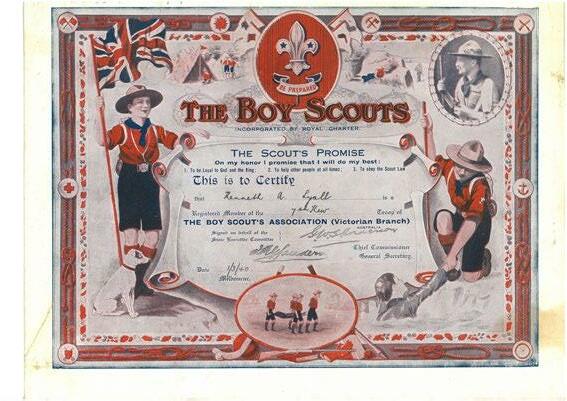 BE PREPARED
THE BOY SCOUTS
INCORPORATED BY ROYAL CHARTER
THE SCOUT'S PROMISE
On my honor I promise that I will do my best:
1. To be Loyal to God and the King; 2. To help other people at all times; 3. To obey the Scout Law
This is to Certify
that Kenneth A. Lyall is a
Registered Member of the 7th Kew Troop of
THE BOY SCOUT'S ASSOCIATION (Victorian Branch)
AUSTRALIA
Signed on behalf of the
State Executive Committee
Chief Commissioner
General Secretary.
Date 1/3/40
Melbourne,